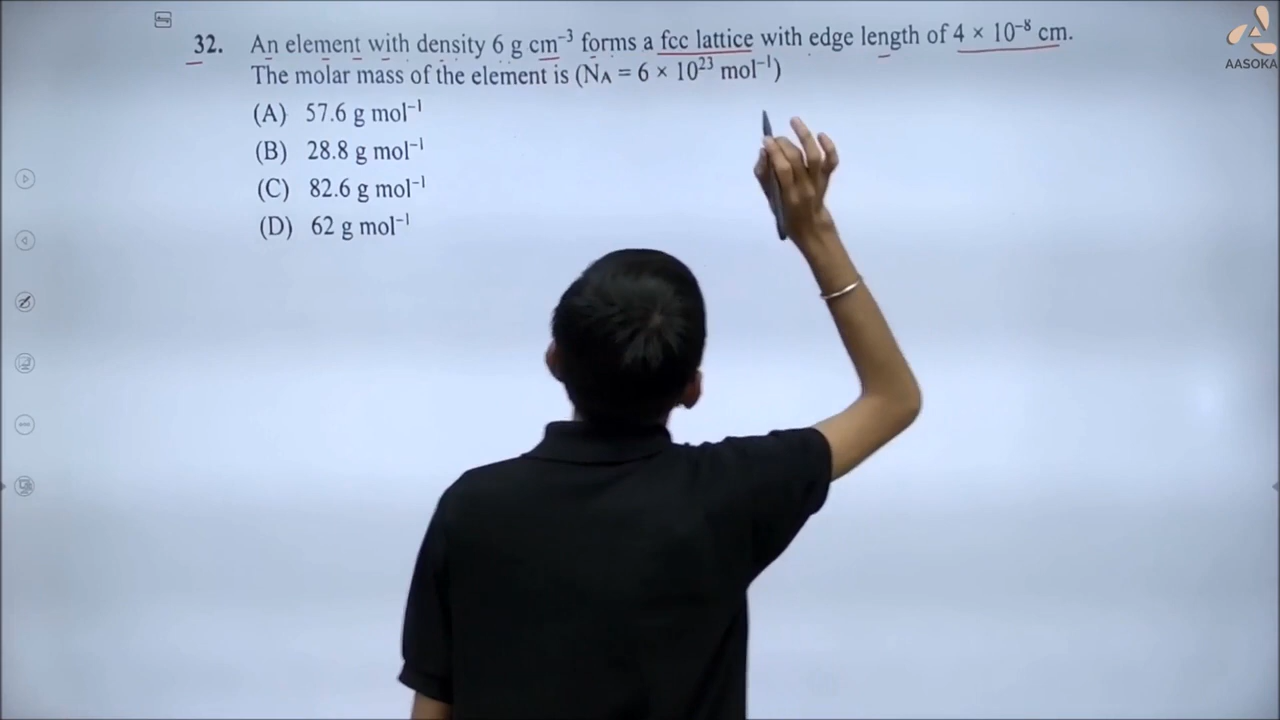 AASOKA
32. An element with density 6 g cm⁻³ forms a fcc lattice with edge length of 4 × 10⁻⁸ cm.
The molar mass of the element is (N_A = 6 × 10²³ mol⁻¹)
(A) 57.6 g mol⁻¹
(B) 28.8 g mol⁻¹
(C) 82.6 g mol⁻¹
(D) 62 g mol⁻¹